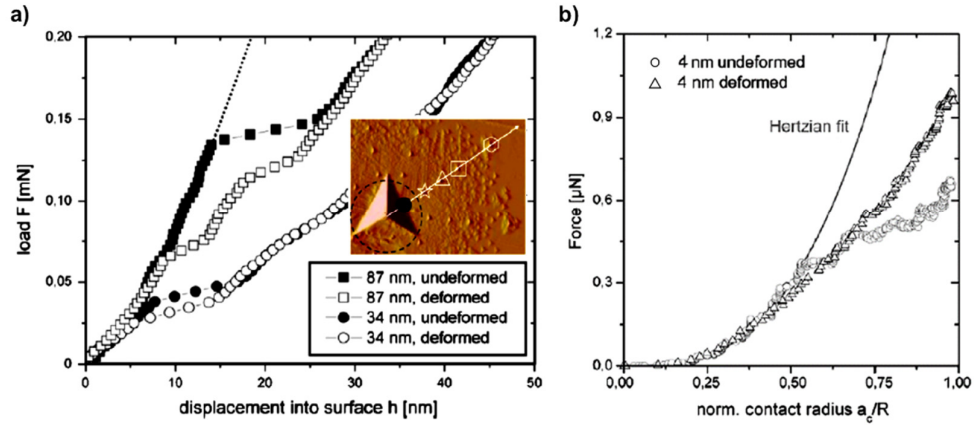 a)
0.20
0.15
0.10
0.05
0
load F [mN]
0 10 20 30 40 50
displacement into surface h [nm]
87 nm, undeformed
87 nm, deformed
34 nm, undeformed
34 nm, deformed
b)
1,2
0,9
0,6
0,3
0,0
Force [µN]
4 nm undeformed
4 nm deformed
Hertzian fit
0,00 0,25 0,50 0,75 1,00
norm. contact radius a_c/R